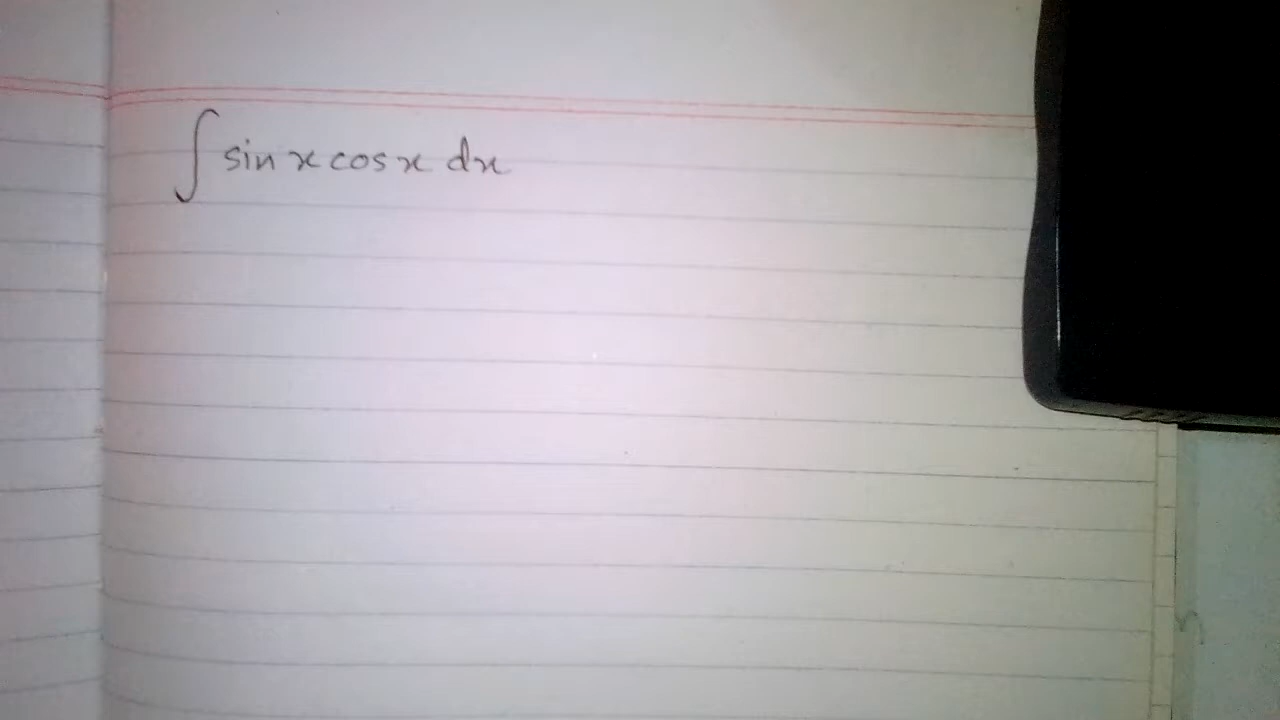 ∫ sin x cos x dx